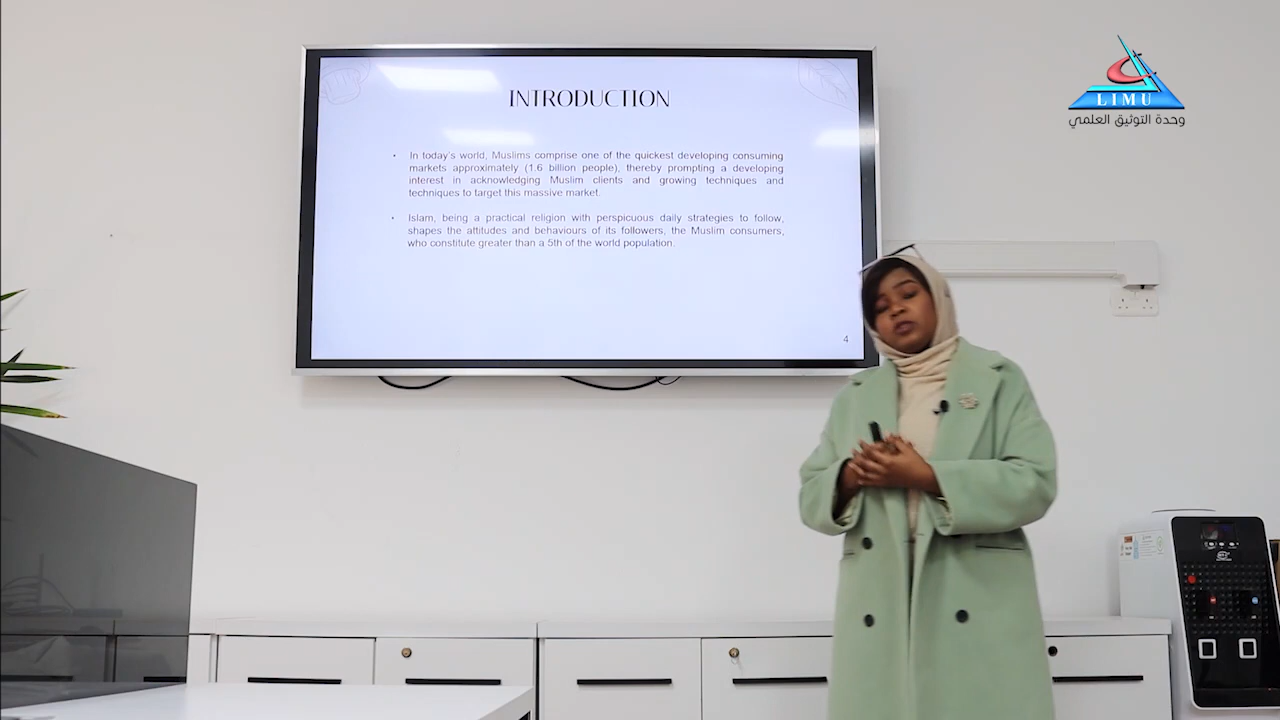 LIMU
وحدة التوثيق العلمي
INTRODUCTION
• In today's world, Muslims comprise one of the quickest developing consuming
markets approximately (1.6 billion people), thereby prompting a developing
interest in acknowledging Muslim clients and growing techniques and
techniques to target this massive market.
• Islam, being a practical religion with perspicuous daily strategies to follow,
shapes the attitudes and behaviours of its followers, the Muslim consumers,
who constitute greater than a 5th of the world population.
4